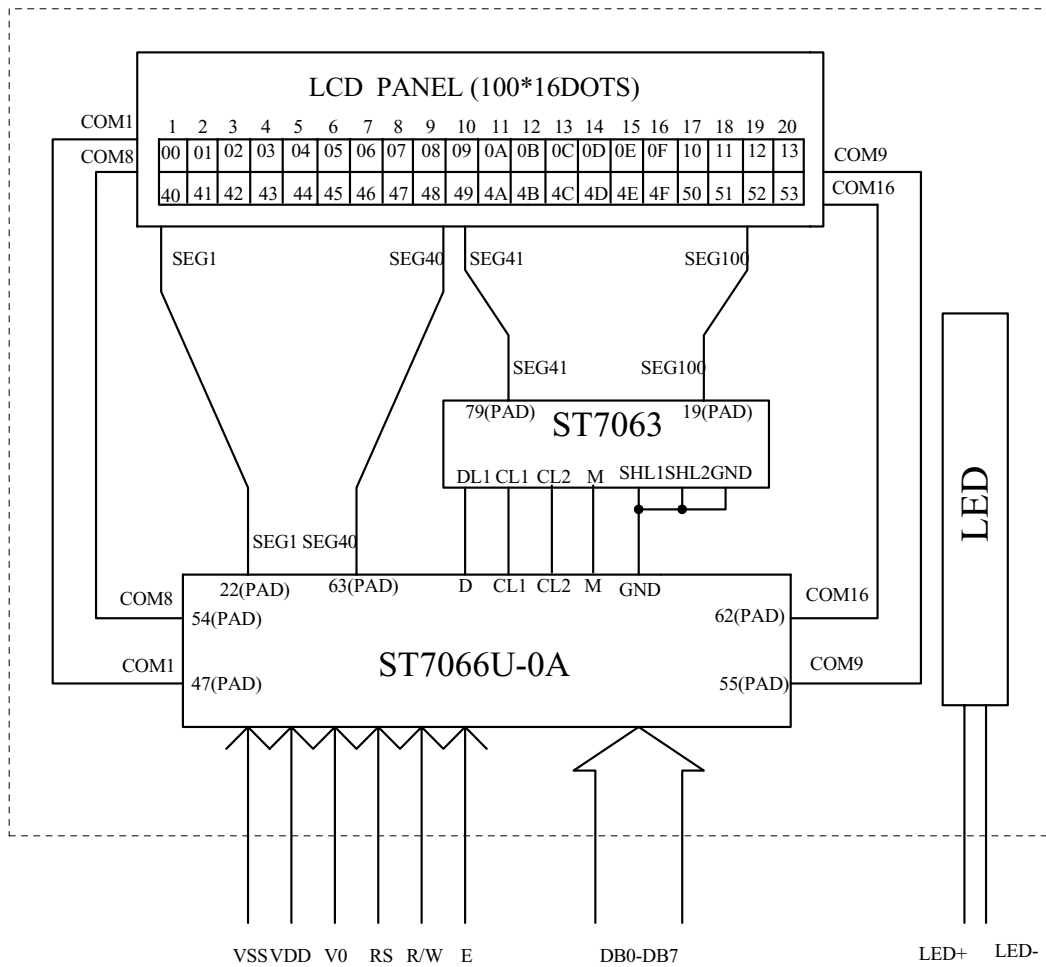 LCD PANEL (100*16DOTS)
COM1 1 2 3 4 5 6 7 8 9 10 11 12 13 14 15 16 17 18 19 20
COM8 00 01 02 03 04 05 06 07 08 09 0A 0B 0C 0D 0E 0F 10 11 12 13 COM9
40 41 42 43 44 45 46 47 48 49 4A 4B 4C 4D 4E 4F 50 51 52 53 COM16
SEG1 SEG40 SEG41 SEG100
SEG41 SEG100
79(PAD) 19(PAD)
ST7063
DL1 CL1 CL2 M SHL1 SHL2 GND
LED
SEG1 SEG40
22(PAD) 63(PAD) D CL1 CL2 M GND
COM8 54(PAD) 62(PAD) COM16
ST7066U-0A
COM1 47(PAD) 55(PAD) COM9
VSS VDD V0 RS R/W E DB0-DB7 LED+ LED-